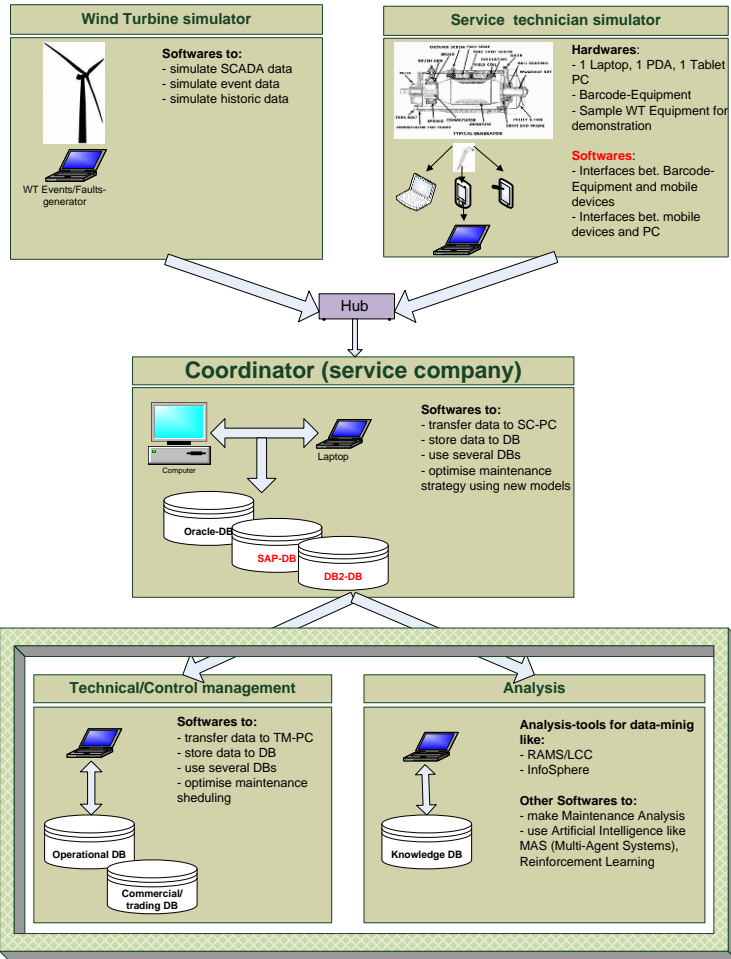 Wind Turbine simulator
Softwares to:
- simulate SCADA data
- simulate event data
- simulate historic data
WT Events/Faults-
generator
Service technician simulator
TYPICAL GENERATOR
Hardwares:
- 1 Laptop, 1 PDA, 1 Tablet
PC
- Barcode-Equipment
- Sample WT Equipment for
demonstration
Softwares:
- Interfaces bet. Barcode-
Equipment and mobile
devices
- Interfaces bet. mobile
devices and PC
Hub
Coordinator (service company)
Computer
Laptop
Softwares to:
- transfer data to SC-PC
- store data to DB
- use several DBs
- optimise maintenance
strategy using new models
Oracle-DB
SAP-DB
DB2-DB
Technical/Control management
Softwares to:
- transfer data to TM-PC
- store data to DB
- use several DBs
- optimise maintenance
sheduling
Operational DB
Commercial/
trading DB
Analysis
Analysis-tools for data-minig
like:
- RAMS/LCC
- InfoSphere
Other Softwares to:
- make Maintenance Analysis
- use Artificial Intelligence like
MAS (Multi-Agent Systems),
Reinforcement Learning
Knowledge DB